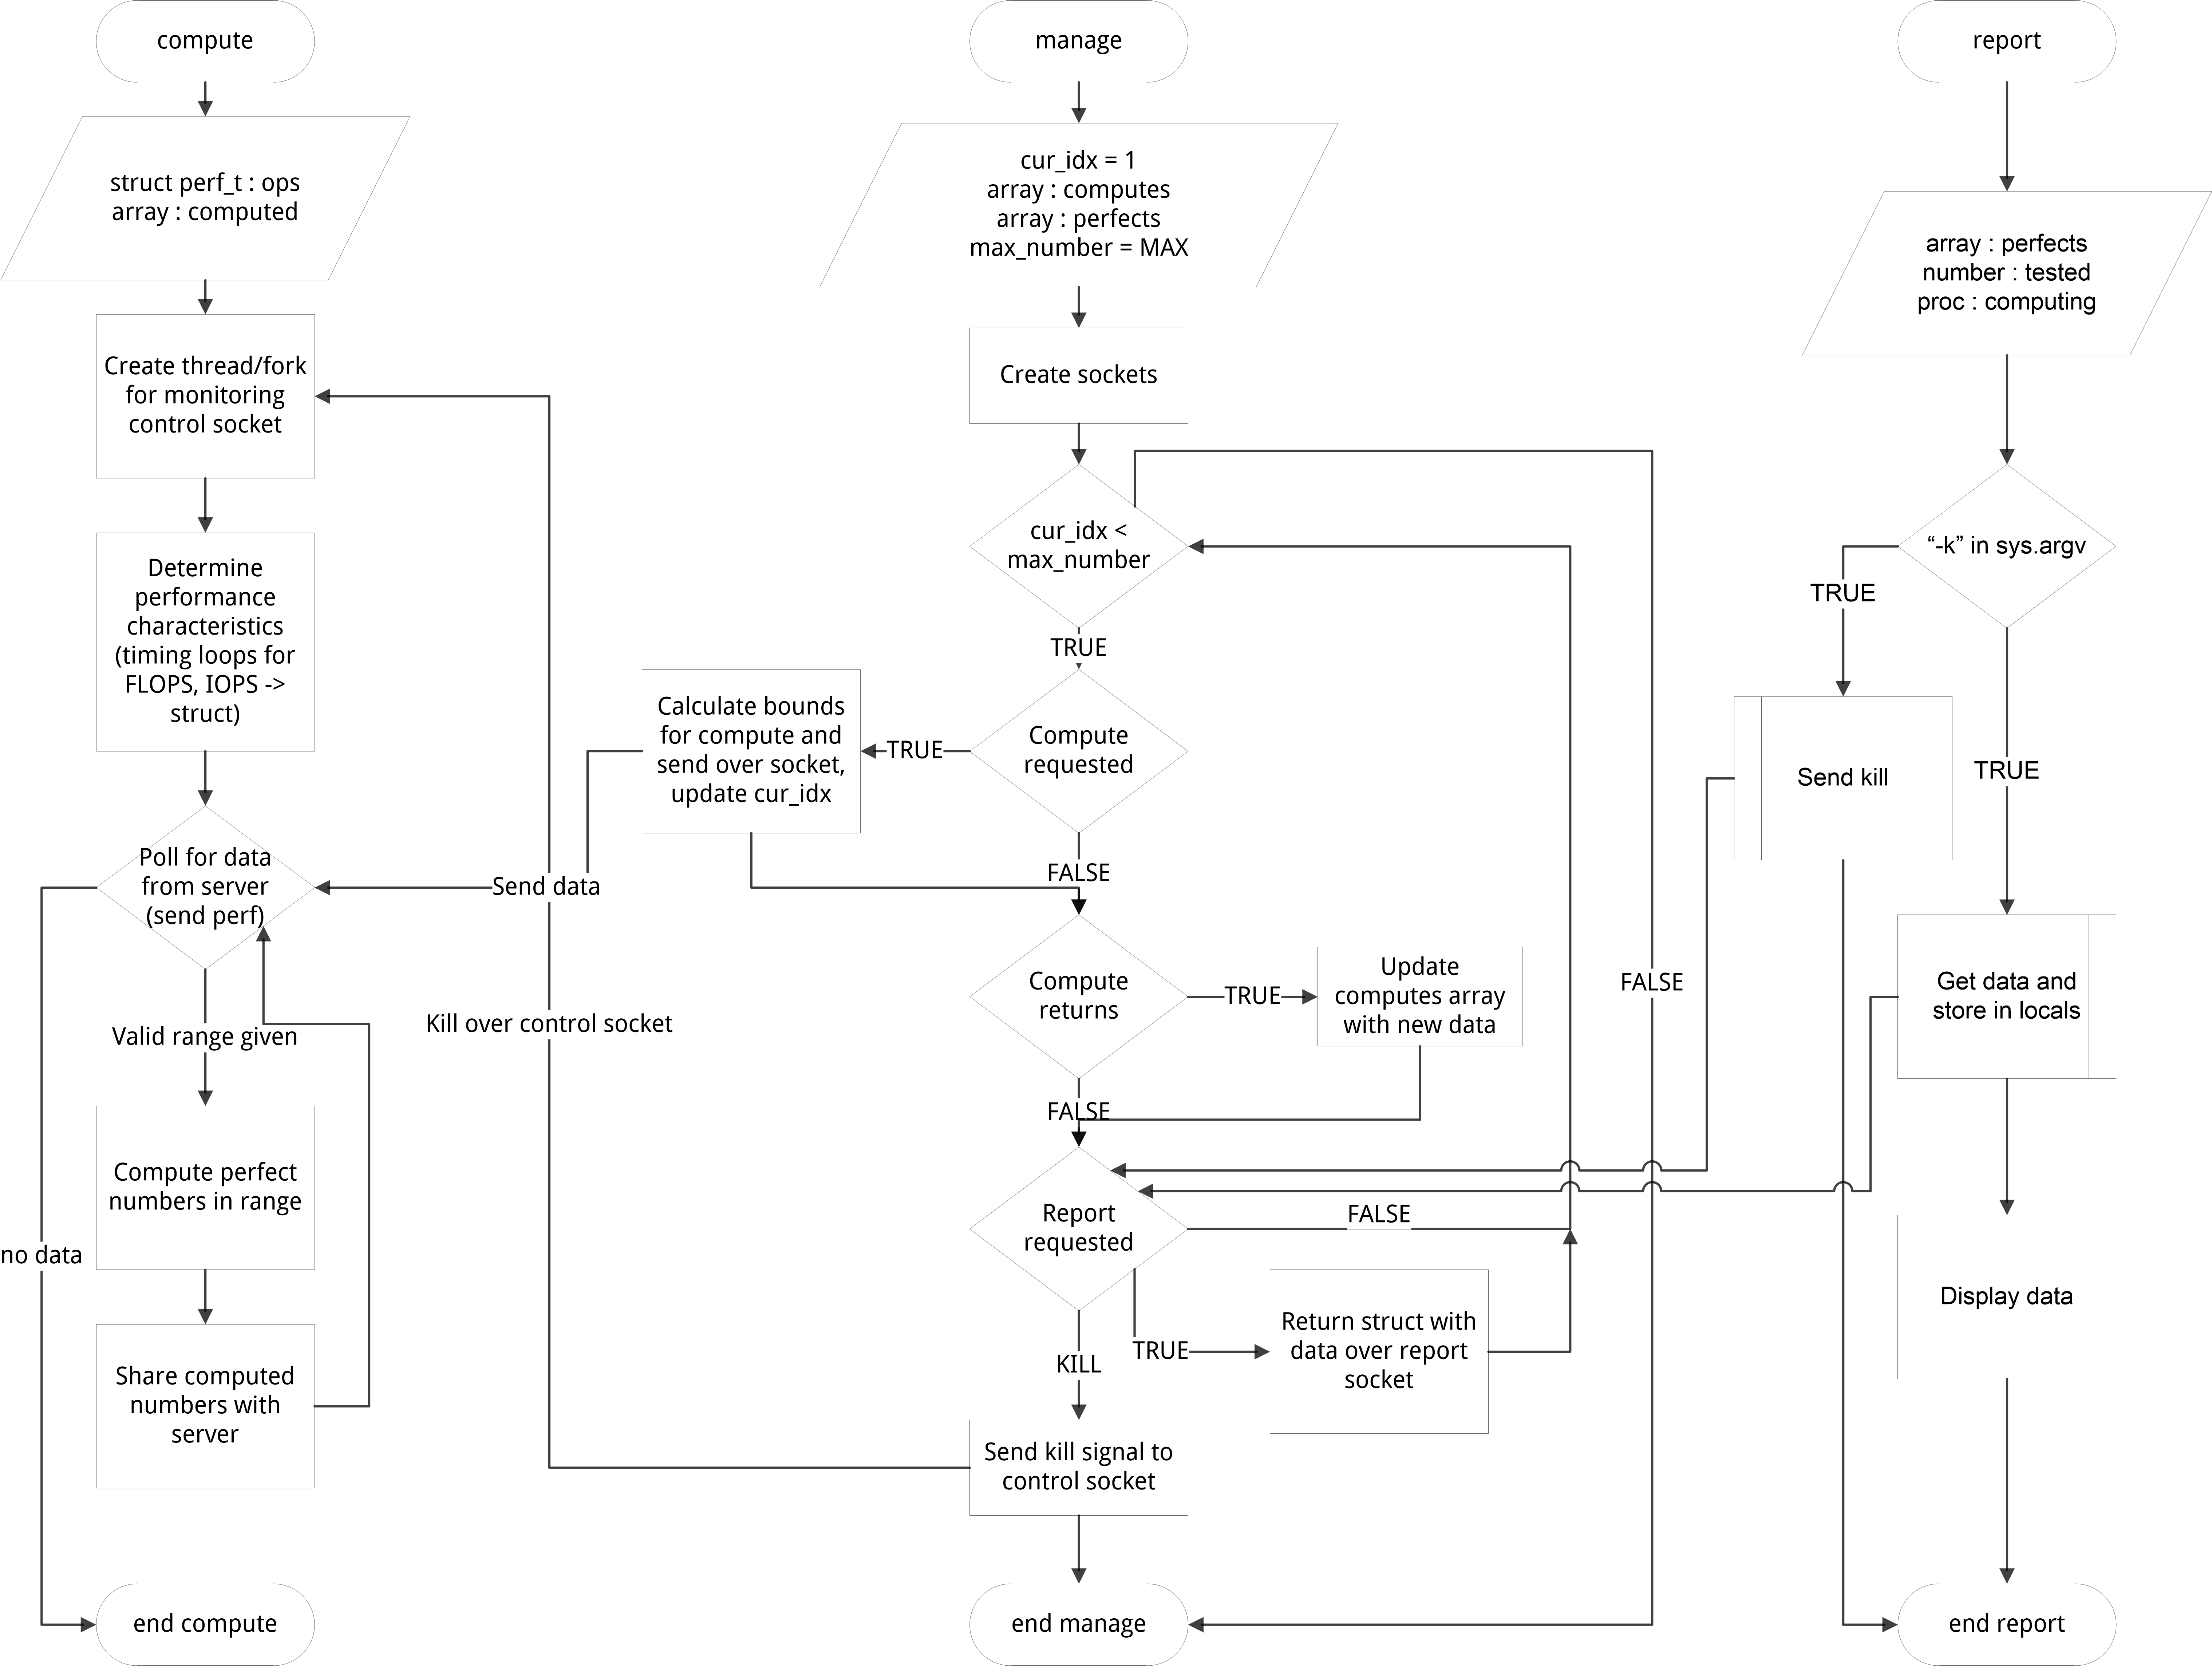 compute
struct perf_t : ops
array : computed
Create thread/fork
for monitoring
control socket
Determine
performance
characteristics
(timing loops for
FLOPS, IOPS ->
struct)
Poll for data
from server
(send perf)
Valid range given
no data
Compute perfect
numbers in range
Share computed
numbers with
server
end compute
Send data
Kill over control socket
manage
cur_idx = 1
array : computes
array : perfects
max_number = MAX
Create sockets
cur_idx <
max_number
TRUE
Compute
requested
TRUE
Calculate bounds
for compute and
send over socket,
update cur_idx
FALSE
Compute
returns
TRUE
Update
computes array
with new data
FALSE
Report
requested
FALSE
TRUE
Return struct with
data over report
socket
KILL
Send kill signal to
control socket
end manage
FALSE
report
array : perfects
number : tested
proc : computing
“-k” in sys.argv
TRUE
Send kill
TRUE
Get data and
store in locals
Display data
end report